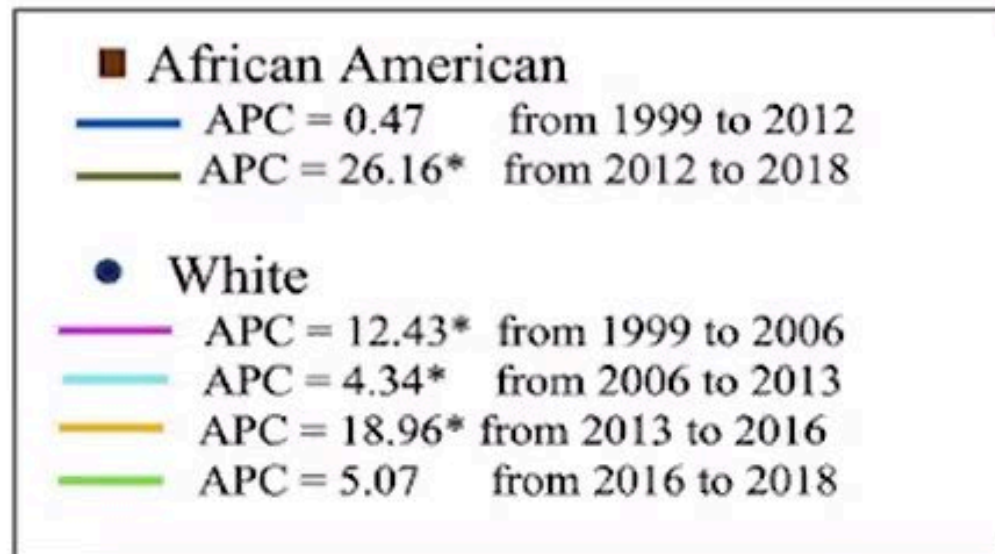 African American
APC = 0.47 from 1999 to 2012
APC = 26.16* from 2012 to 2018
White
APC = 12.43* from 1999 to 2006
APC = 4.34* from 2006 to 2013
APC = 18.96* from 2013 to 2016
APC = 5.07 from 2016 to 2018